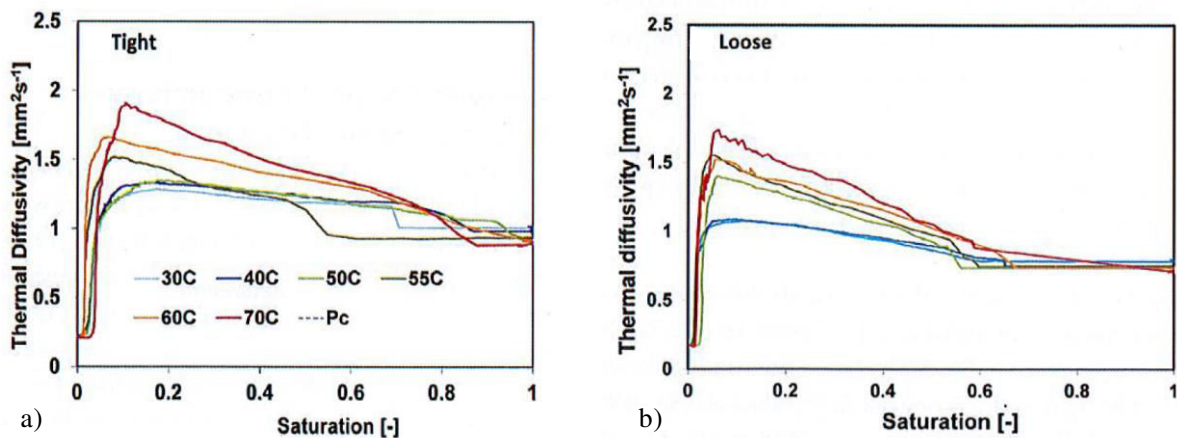 2.5
2
1.5
1
0.5
0
Thermal Diffusivity [mm²s⁻¹]
Tight
30C 40C 50C 55C
60C 70C Pc
0 0.2 0.4 0.6 0.8 1
Saturation [-]
a)
2.5
2
1.5
1
0.5
0
Thermal diffusivity [mm²s⁻¹]
Loose
0 0.2 0.4 0.6 0.8 1
Saturation [-]
b)